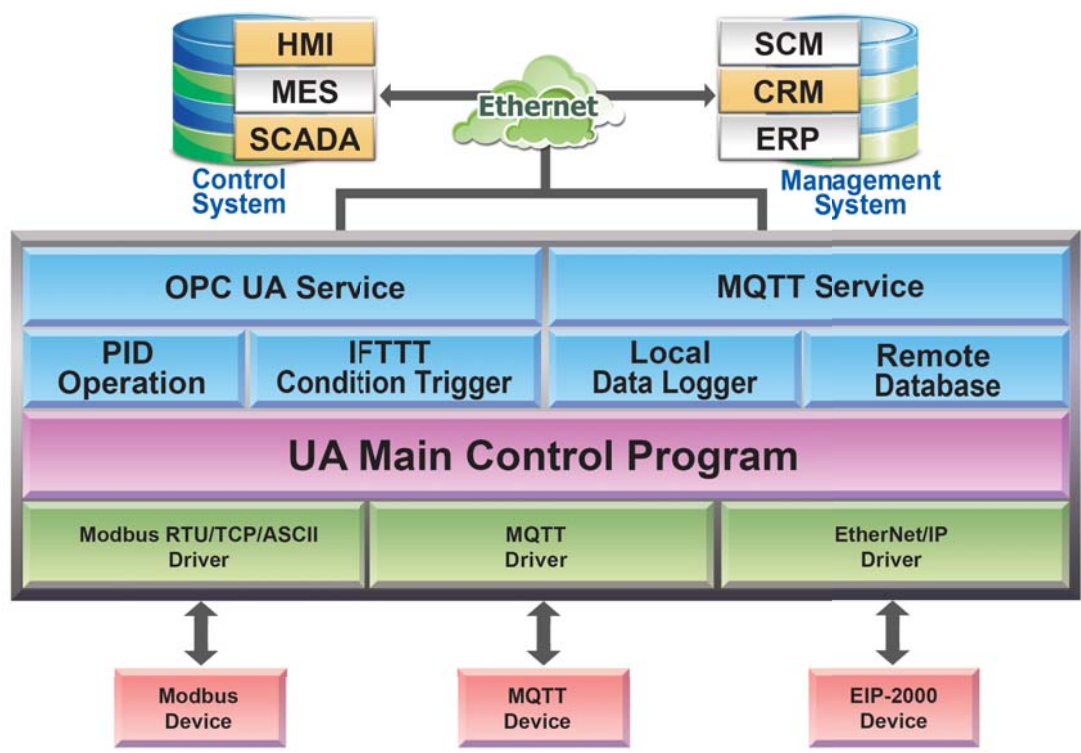 HMI
MES
SCADA
Control
System
Ethernet
SCM
CRM
ERP
Management
System
OPC UA Service
MQTT Service
PID
Operation
IFTTT
Condition Trigger
Local
Data Logger
Remote
Database
UA Main Control Program
Modbus RTU/TCP/ASCII
Driver
MQTT
Driver
EtherNet/IP
Driver
Modbus
Device
MQTT
Device
EIP-2000
Device